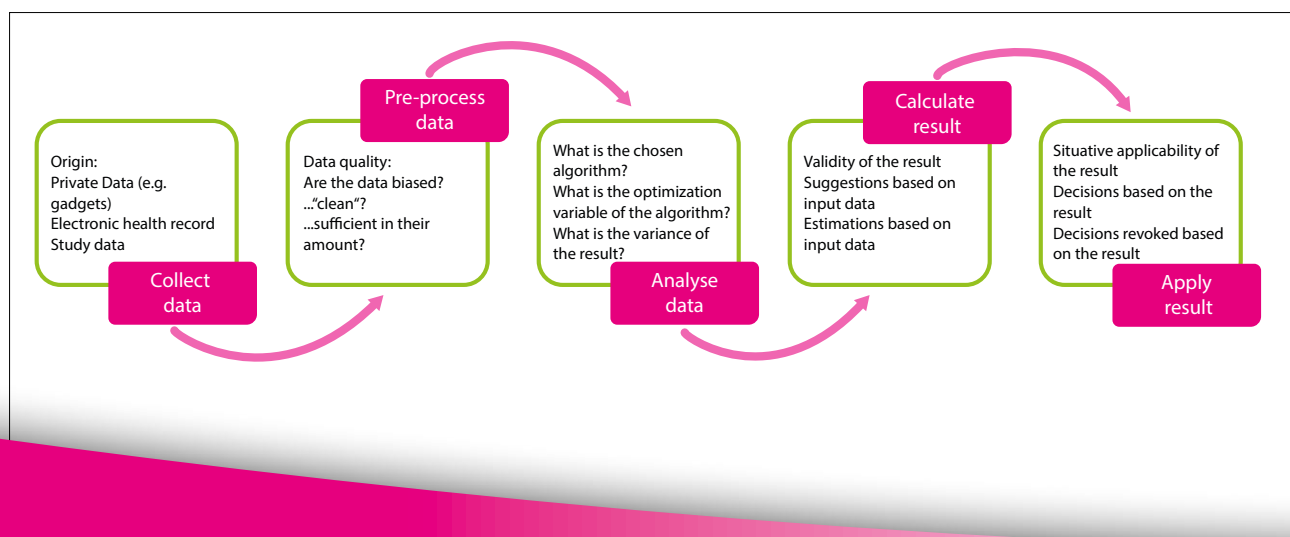 Origin:
Private Data (e.g.
gadgets)
Electronic health record
Study data
Collect
data
Pre-process
data
Data quality:
Are the data biased?
...“clean“?
...sufficient in their
amount?
What is the chosen
algorithm?
What is the optimization
variable of the algorithm?
What is the variance of
the result?
Analyse
data
Calculate
result
Validity of the result
Suggestions based on
input data
Estimations based on
input data
Situative applicability of
the result
Decisions based on the
result
Decisions revoked based
on the result
Apply
result